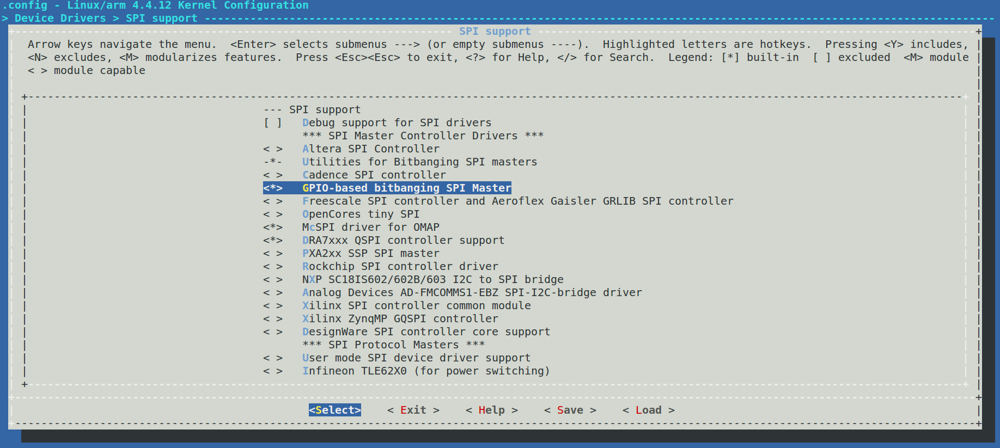 .config - Linux/arm 4.4.12 Kernel Configuration
> Device Drivers > SPI support
SPI support
Arrow keys navigate the menu.  <Enter> selects submenus ---> (or empty submenus ----).  Highlighted letters are hotkeys.  Pressing <Y> includes,
<N> excludes, <M> modularizes features.  Press <Esc><Esc> to exit, <?> for Help, </> for Search.  Legend: [*] built-in  [ ] excluded  <M> module
< > module capable
--- SPI support
[ ]   Debug support for SPI drivers
*** SPI Master Controller Drivers ***
< >   Altera SPI Controller
-*-   Utilities for Bitbanging SPI masters
< >   Cadence SPI controller
<*>   GPIO-based bitbanging SPI Master
< >   Freescale SPI controller and Aeroflex Gaisler GRLIB SPI controller
< >   OpenCores tiny SPI
<*>   McSPI driver for OMAP
<*>   DRA7xxx QSPI controller support
< >   PXA2xx SSP SPI master
< >   Rockchip SPI controller driver
< >   NXP SC18IS602/602B/603 I2C to SPI bridge
< >   Analog Devices AD-FMCOMMS1-EBZ SPI-I2C-bridge driver
< >   Xilinx SPI controller common module
< >   Xilinx ZynqMP GQSPI controller
< >   DesignWare SPI controller core support
*** SPI Protocol Masters ***
< >   User mode SPI device driver support
< >   Infineon TLE62X0 (for power switching)
<Select>    < Exit >    < Help >    < Save >    < Load >